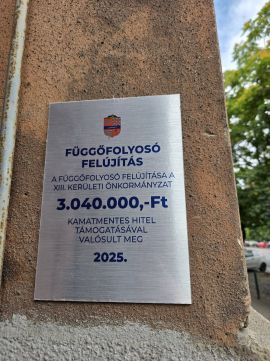 FÜGGŐFOLYOSÓ
FELÚJÍTÁS
A FÜGGŐFOLYOSÓ FELÚJÍTÁSA A
XIII. KERÜLETI ÖNKORMÁNYZAT
3.040.000,-Ft
KAMATMENTES HITEL
TÁMOGATÁSÁVAL
VALÓSULT MEG
2025.